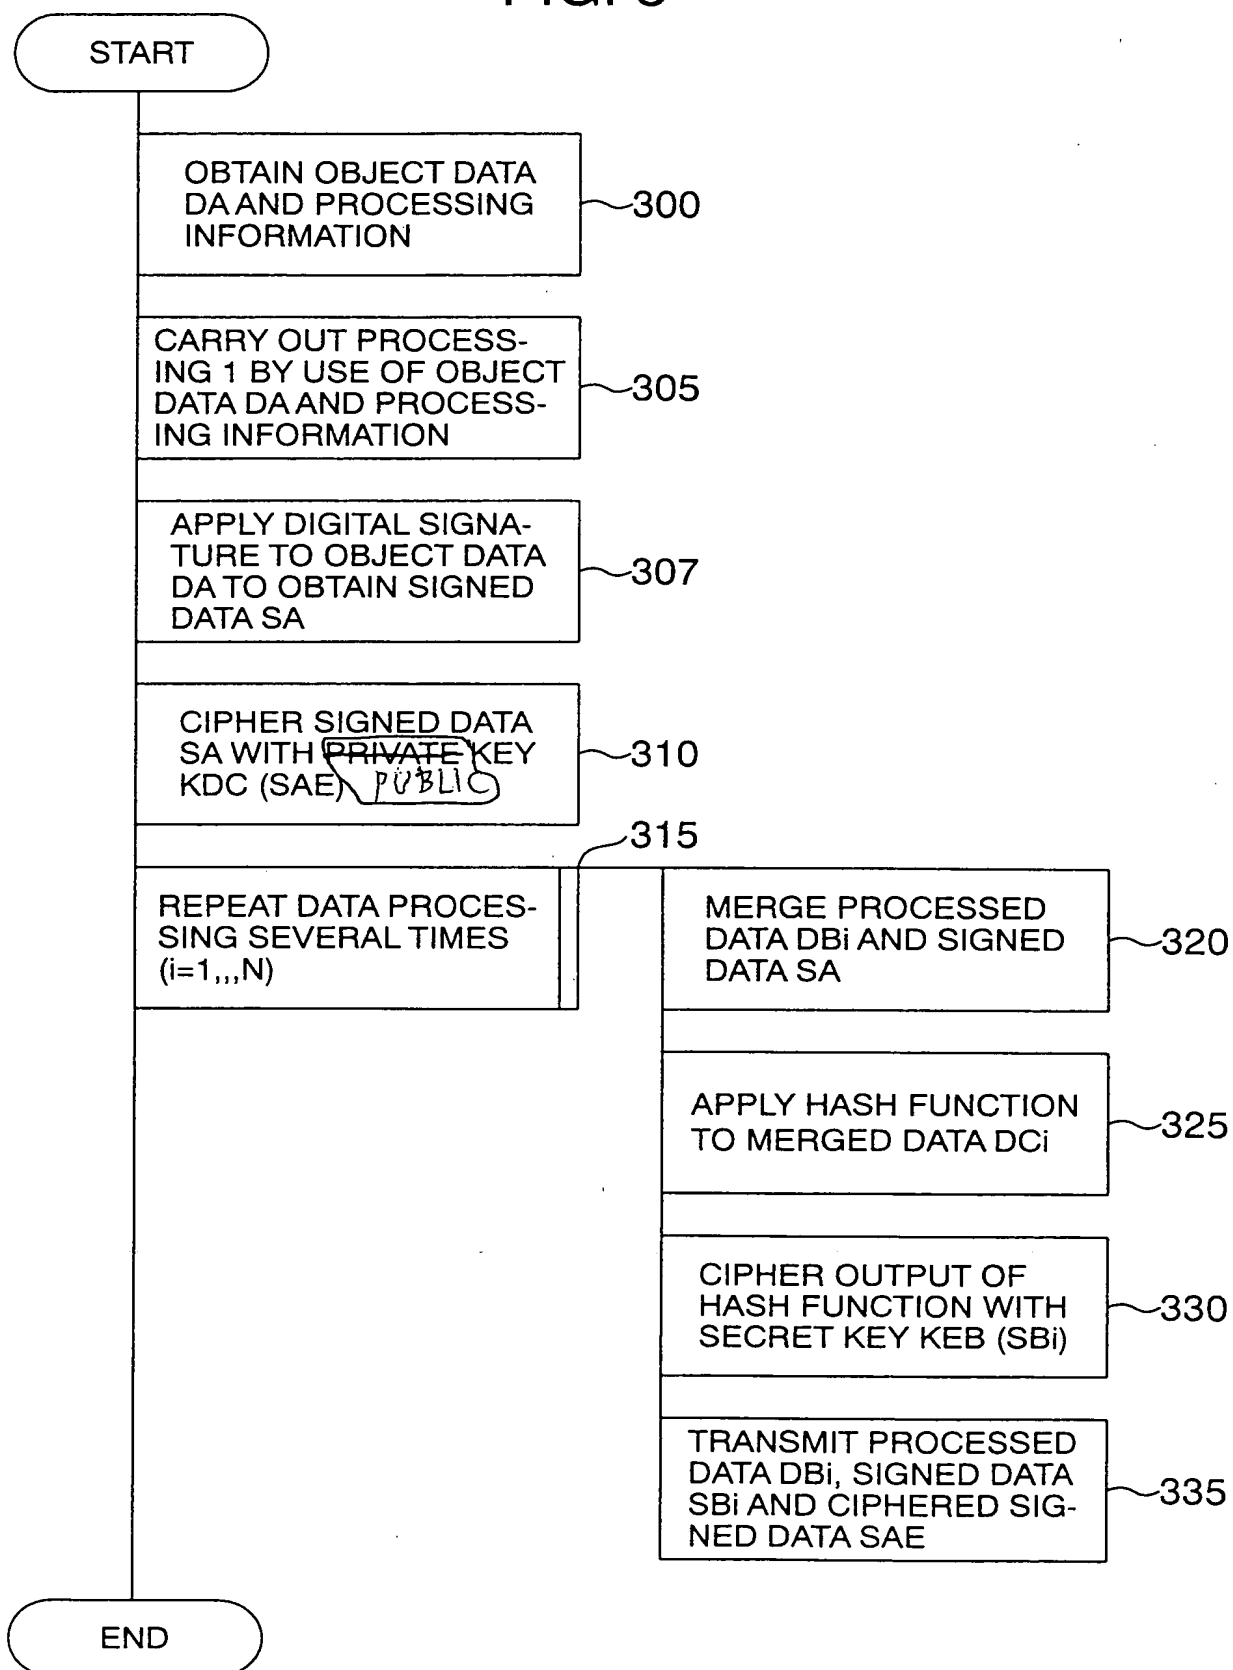 START
OBTAIN OBJECT DATA
DA AND PROCESSING
INFORMATION
300
CARRY OUT PROCESS-
ING 1 BY USE OF OBJECT
DATA DA AND PROCESS-
ING INFORMATION
305
APPLY DIGITAL SIGNA-
TURE TO OBJECT DATA
DA TO OBTAIN SIGNED
DATA SA
307
CIPHER SIGNED DATA
SA WITH PRIVATE KEY
KDC (SAE) PUBLIC
310
315
REPEAT DATA PROCES-
SING SEVERAL TIMES
(i=1,,,N)
MERGE PROCESSED
DATA DBi AND SIGNED
DATA SA
320
APPLY HASH FUNCTION
TO MERGED DATA DCi
325
CIPHER OUTPUT OF
HASH FUNCTION WITH
SECRET KEY KEB (SBi)
330
TRANSMIT PROCESSED
DATA DBi, SIGNED DATA
SBi AND CIPHERED SIG-
NED DATA SAE
335
END